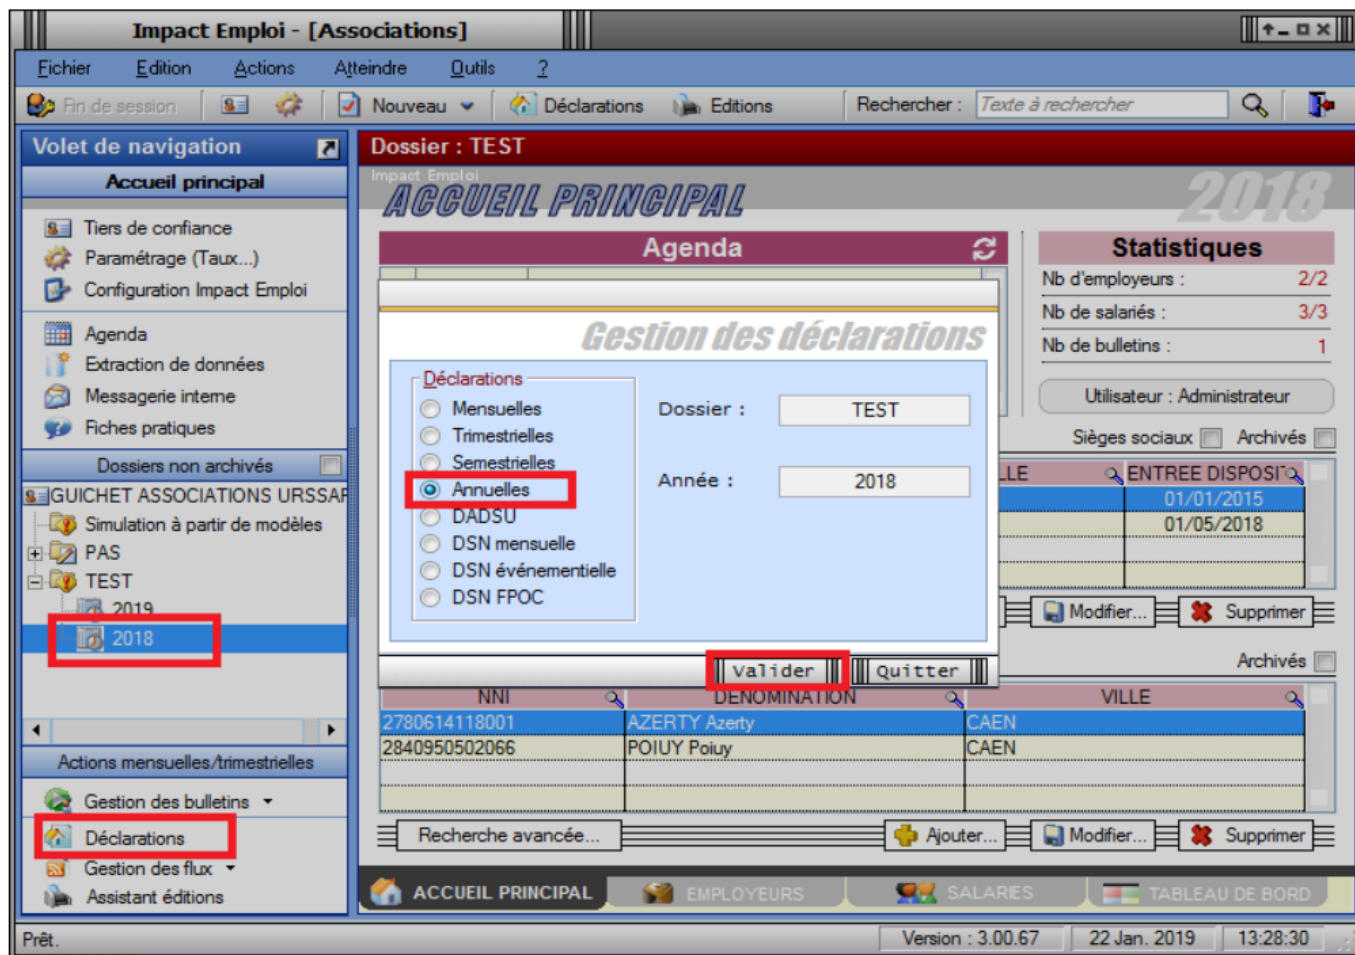 Impact Emploi - [Associations]
Fichier Edition Actions Atteindre Outils ?
Fin de session Nouveau Déclarations Editions Rechercher : Texte à rechercher
Volet de navigation
Accueil principal
Tiers de confiance
Paramétrage (Taux...)
Configuration Impact Emploi
Agenda
Extraction de données
Messagerie interne
Fiches pratiques
Dossiers non archivés
GUICHET ASSOCIATIONS URSSAF
Simulation à partir de modèles
PAS
TEST
2019
2018
Actions mensuelles/trimestrielles
Gestion des bulletins
Déclarations
Gestion des flux
Assistant éditions
Dossier : TEST
Impact Emploi
ACCUEIL PRINCIPAL
2018
Agenda
Statistiques
Nb d'employeurs : 2/2
Nb de salariés : 3/3
Nb de bulletins : 1
Utilisateur : Administrateur
Sièges sociaux Archivés
Gestion des déclarations
Déclarations
Mensuelles
Trimestrielles
Semestrielles
Annuelles
DADSU
DSN mensuelle
DSN événementielle
DSN FPOC
Dossier : TEST
Année : 2018
Valider Quitter
LLE ENTREE DISPOSIT
01/01/2015
01/05/2018
Modifier... Supprimer
Archivés
NNI DENOMINATION VILLE
2780614118001 AZERTY Azerty CAEN
2840950502066 POIUY Poiuy CAEN
Recherche avancée... Ajouter... Modifier... Supprimer
ACCUEIL PRINCIPAL EMPLOYEURS SALARIES TABLEAU DE BORD
Prêt. Version : 3.00.67 22 Jan. 2019 13:28:30